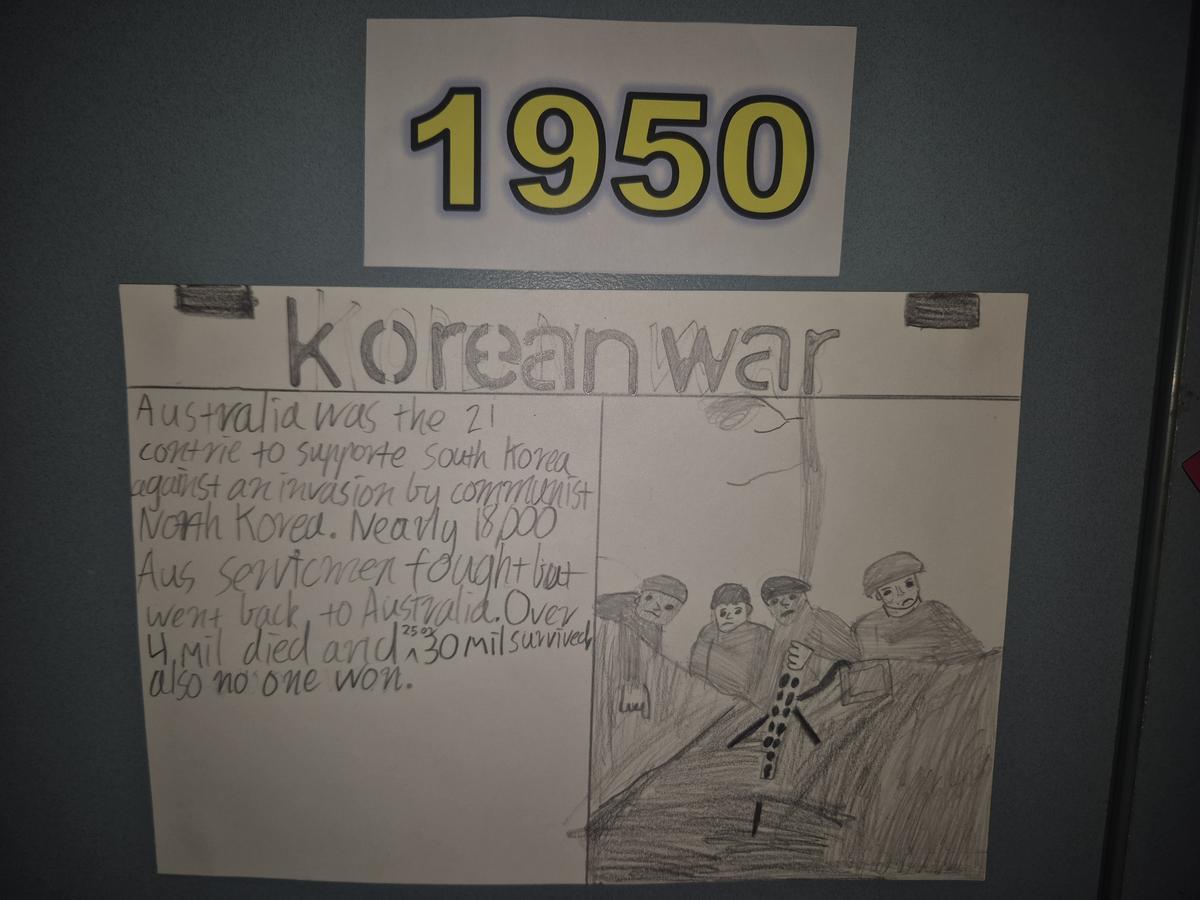 1950
Korean war
Australia was the 21
contrie to supporte south Korea
against an invasion by communist
North Korea. Nearly 18,000
Aus servicmen fought but
went back to Australia. Over
4 mil died and 25 or 30 mil survived
also no one won.